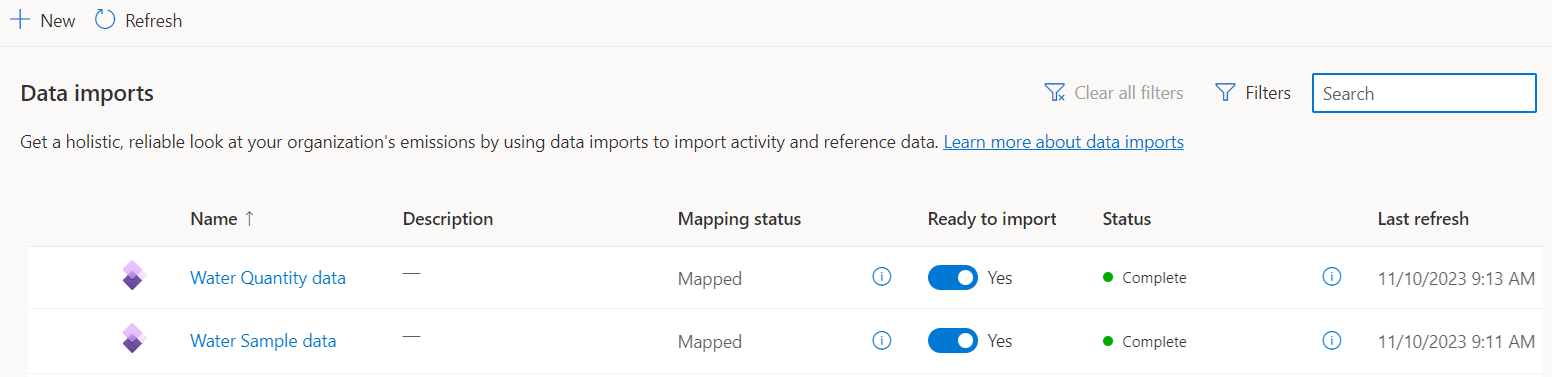 New Refresh
Data imports Clear all filters Filters Search
Get a holistic, reliable look at your organization's emissions by using data imports to import activity and reference data. Learn more about data imports
Name ↑ Description Mapping status Ready to import Status Last refresh
Water Quantity data — Mapped Yes Complete 11/10/2023 9:13 AM
Water Sample data — Mapped Yes Complete 11/10/2023 9:11 AM